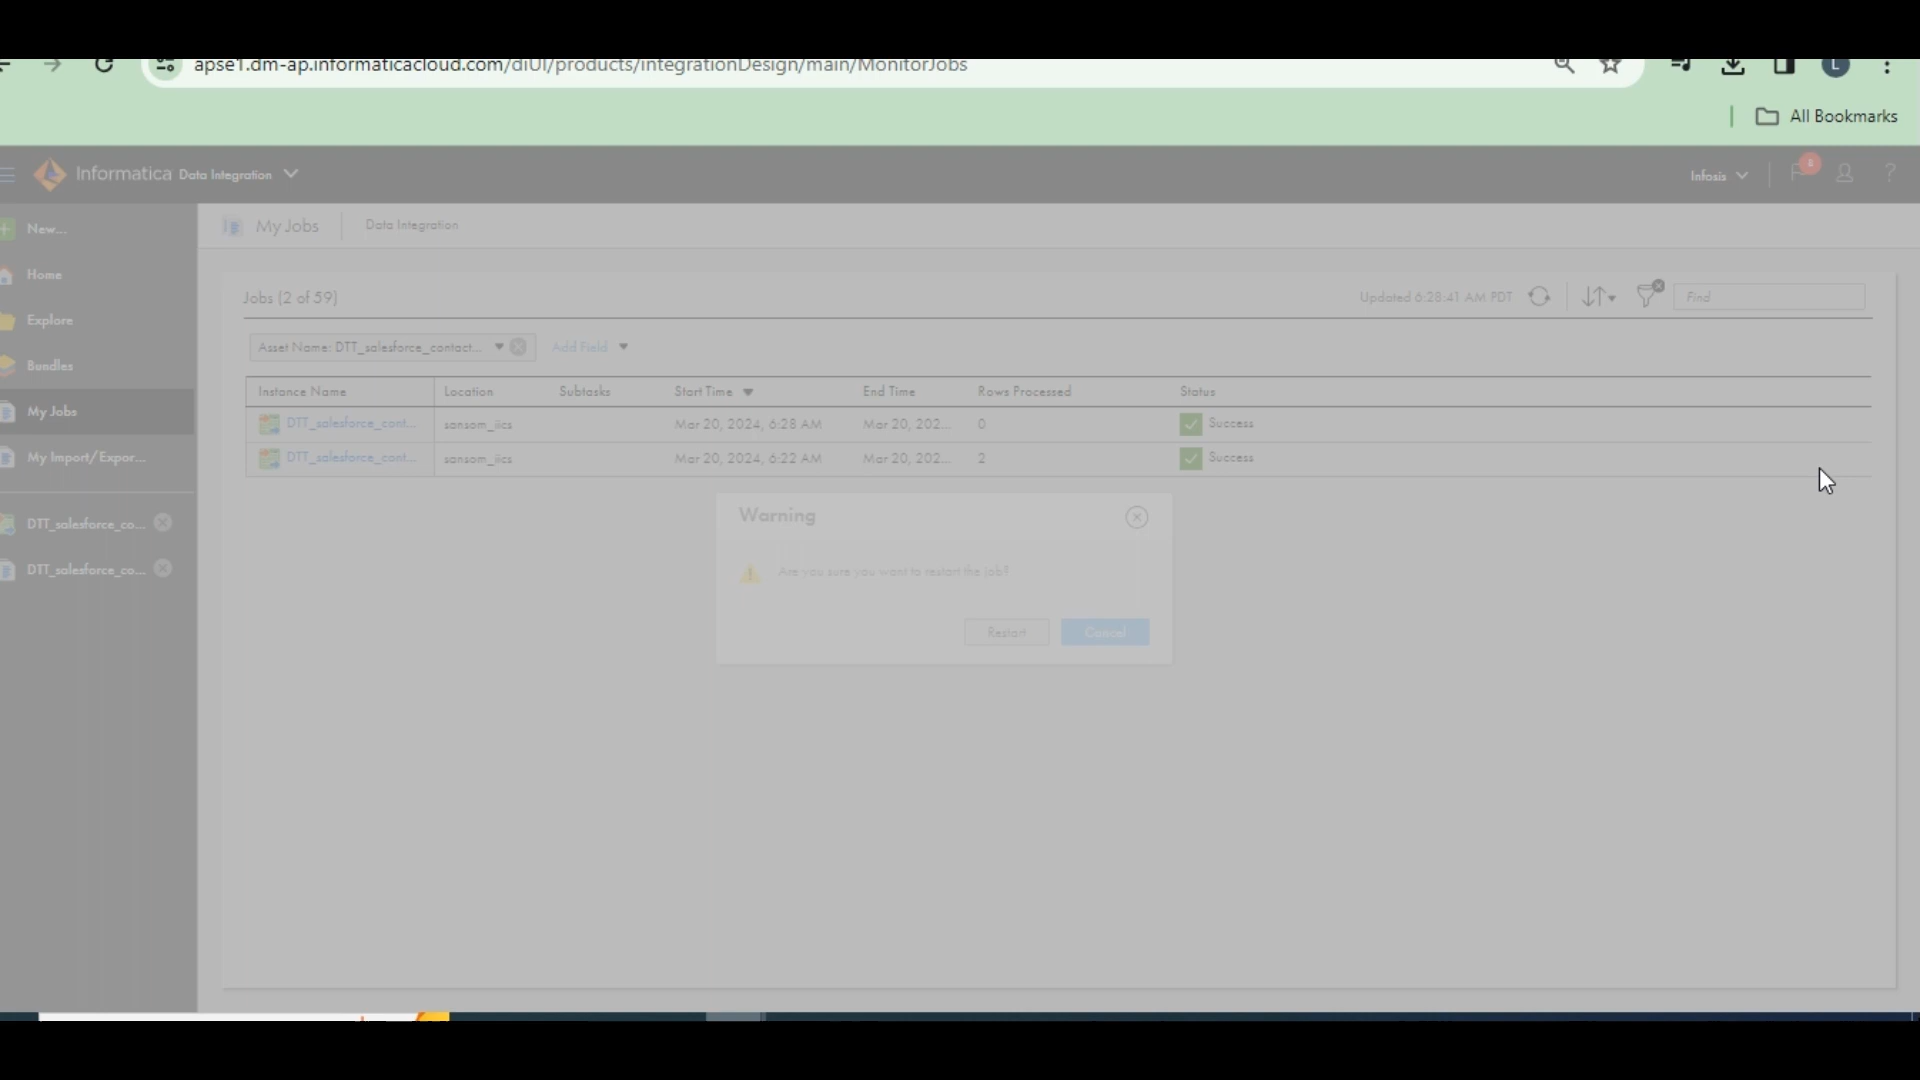 apse1.dm-ap.informaticacloud.com/diUI/products/integrationDesign/main/MonitorJobs
L
All Bookmarks
Informatica Data Integration
Infosis
8
?
New...
Home
Explore
Bundles
My Jobs
My Import/Expor...
DTT_salesforce_co...
DTT_salesforce_co...
My Jobs
Data Integration
Jobs (2 of 59)
Updated 6:28:41 AM PDT
Find
Asset Name: DTT_salesforce_contact...
Add Field
Instance Name Location Subtasks Start Time End Time Rows Processed Status
DTT_salesforce_cont... sansom_iics Mar 20, 2024, 6:28 AM Mar 20, 202... 0 Success
DTT_salesforce_cont... sansom_iics Mar 20, 2024, 6:22 AM Mar 20, 202... 2 Success
Warning
Are you sure you want to restart the job?
Restart
Cancel